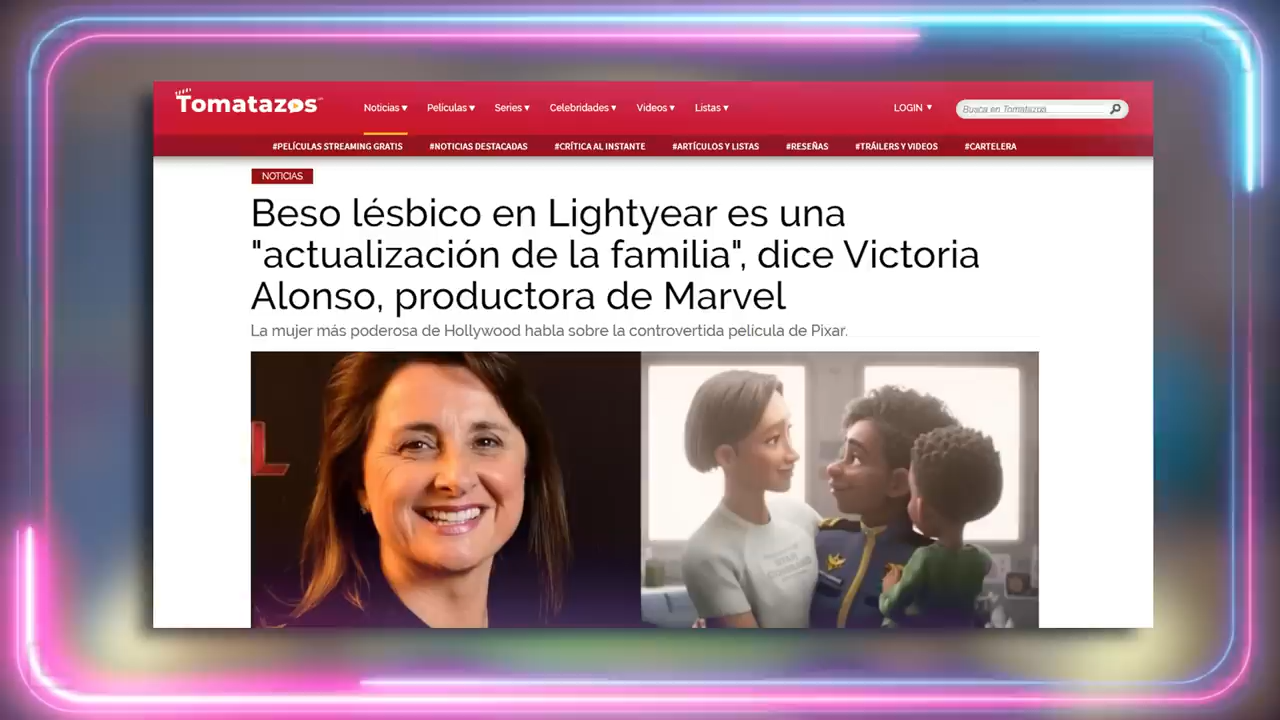 Tomatazos
Noticias ▾ Películas ▾ Series ▾ Celebridades ▾ Videos ▾ Listas ▾ LOGIN ▾ Busca en Tomatazos
#PELÍCULAS STREAMING GRATIS #NOTICIAS DESTACADAS #CRÍTICA AL INSTANTE #ARTÍCULOS Y LISTAS #RESEÑAS #TRÁILERS Y VIDEOS #CARTELERA
NOTICIAS
Beso lésbico en Lightyear es una
"actualización de la familia", dice Victoria
Alonso, productora de Marvel
La mujer más poderosa de Hollywood habla sobre la controvertida película de Pixar.
L
STAR
COMMAND